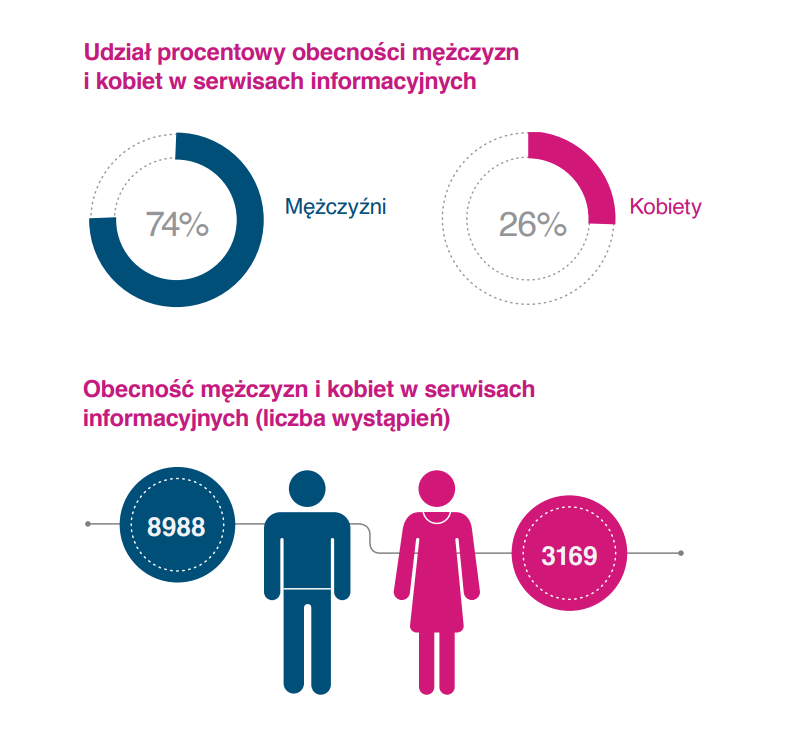 Udział procentowy obecności mężczyzn
i kobiet w serwisach informacyjnych
74%
Mężczyźni
26%
Kobiety
Obecność mężczyzn i kobiet w serwisach
informacyjnych (liczba wystąpień)
8988
3169